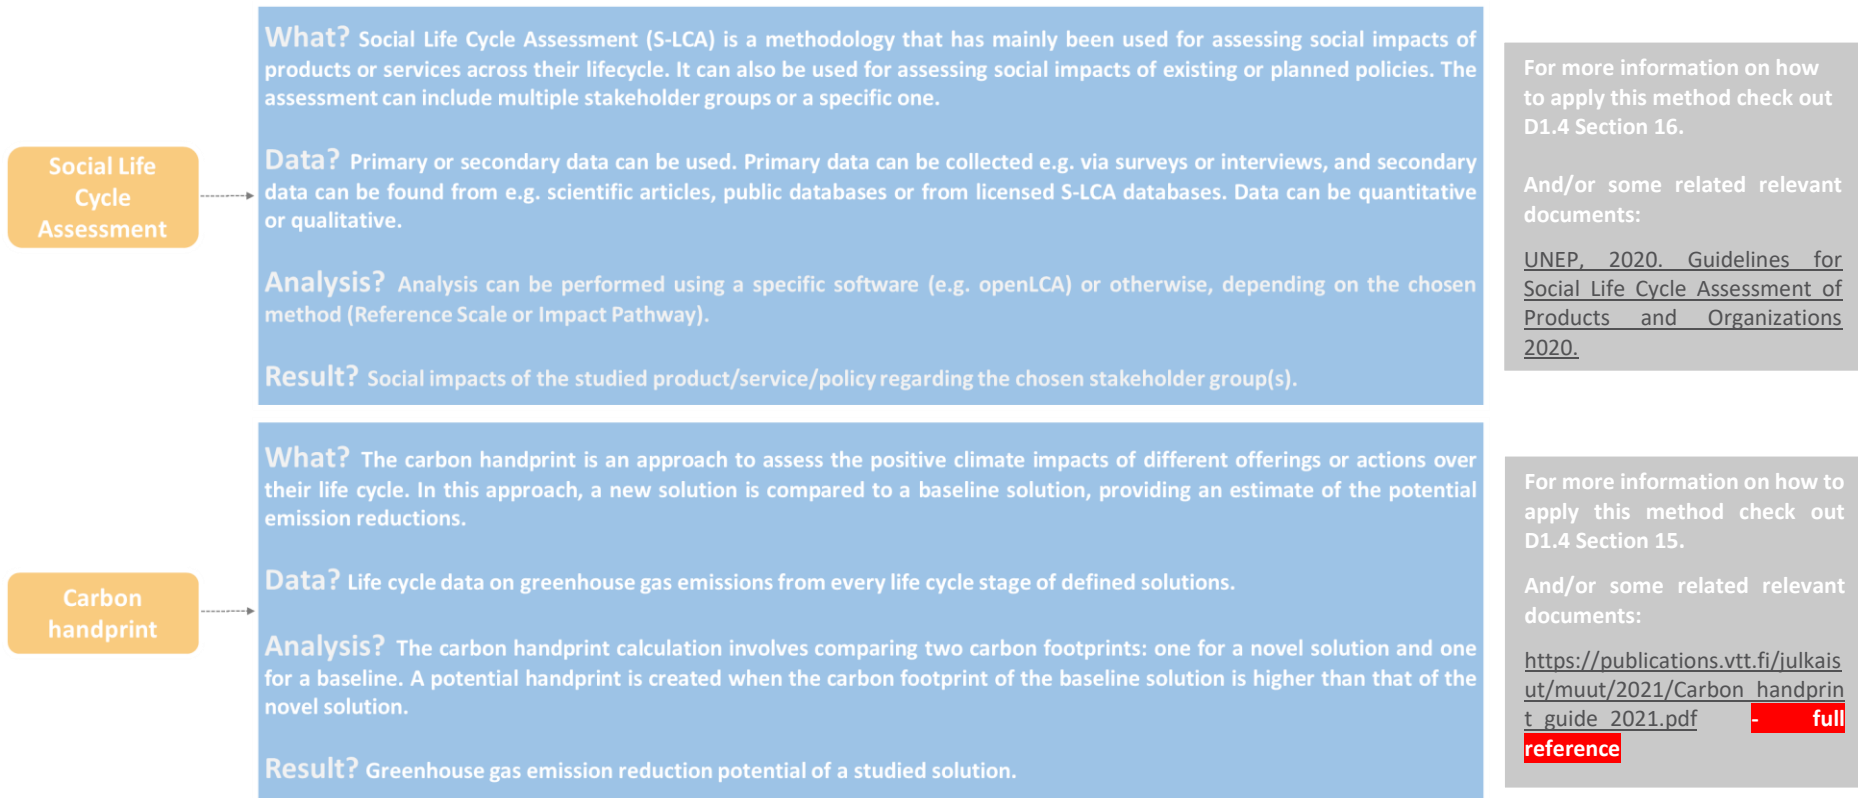 Social Life
Cycle
Assessment
What? Social Life Cycle Assessment (S-LCA) is a methodology that has mainly been used for assessing social impacts of
products or services across their lifecycle. It can also be used for assessing social impacts of existing or planned policies. The
assessment can include multiple stakeholder groups or a specific one.
Data? Primary or secondary data can be used. Primary data can be collected e.g. via surveys or interviews, and secondary
data can be found from e.g. scientific articles, public databases or from licensed S-LCA databases. Data can be quantitative
or qualitative.
Analysis? Analysis can be performed using a specific software (e.g. openLCA) or otherwise, depending on the chosen
method (Reference Scale or Impact Pathway).
Result? Social impacts of the studied product/service/policy regarding the chosen stakeholder group(s).
For more information on how
to apply this method check out
D1.4 Section 16.
And/or some related relevant
documents:
UNEP, 2020. Guidelines for
Social Life Cycle Assessment of
Products and Organizations
2020.
Carbon
handprint
What? The carbon handprint is an approach to assess the positive climate impacts of different offerings or actions over
their life cycle. In this approach, a new solution is compared to a baseline solution, providing an estimate of the potential
emission reductions.
Data? Life cycle data on greenhouse gas emissions from every life cycle stage of defined solutions.
Analysis? The carbon handprint calculation involves comparing two carbon footprints: one for a novel solution and one
for a baseline. A potential handprint is created when the carbon footprint of the baseline solution is higher than that of the
novel solution.
Result? Greenhouse gas emission reduction potential of a studied solution.
For more information on how to
apply this method check out
D1.4 Section 15.
And/or some related relevant
documents:
https://publications.vtt.fi/julkais
ut/muut/2021/Carbon_handprin
t_guide_2021.pdf - full
reference